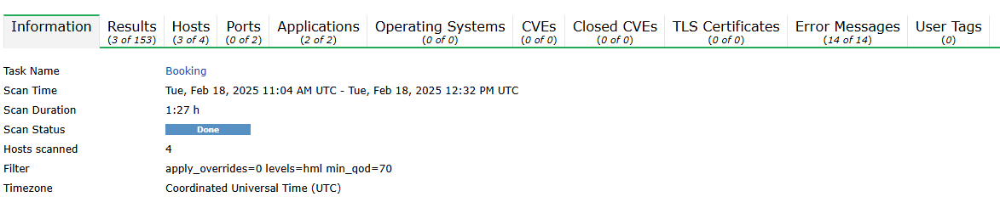 Information Results Hosts Ports Applications Operating Systems CVEs Closed CVEs TLS Certificates Error Messages User Tags
(3 of 153) (3 of 4) (0 of 2) (2 of 2) (0 of 0) (0 of 0) (0 of 0) (0 of 0) (14 of 14) (0)
Task Name Booking
Scan Time Tue, Feb 18, 2025 11:04 AM UTC - Tue, Feb 18, 2025 12:32 PM UTC
Scan Duration 1:27 h
Scan Status Done
Hosts scanned 4
Filter apply_overrides=0 levels=hml min_qod=70
Timezone Coordinated Universal Time (UTC)